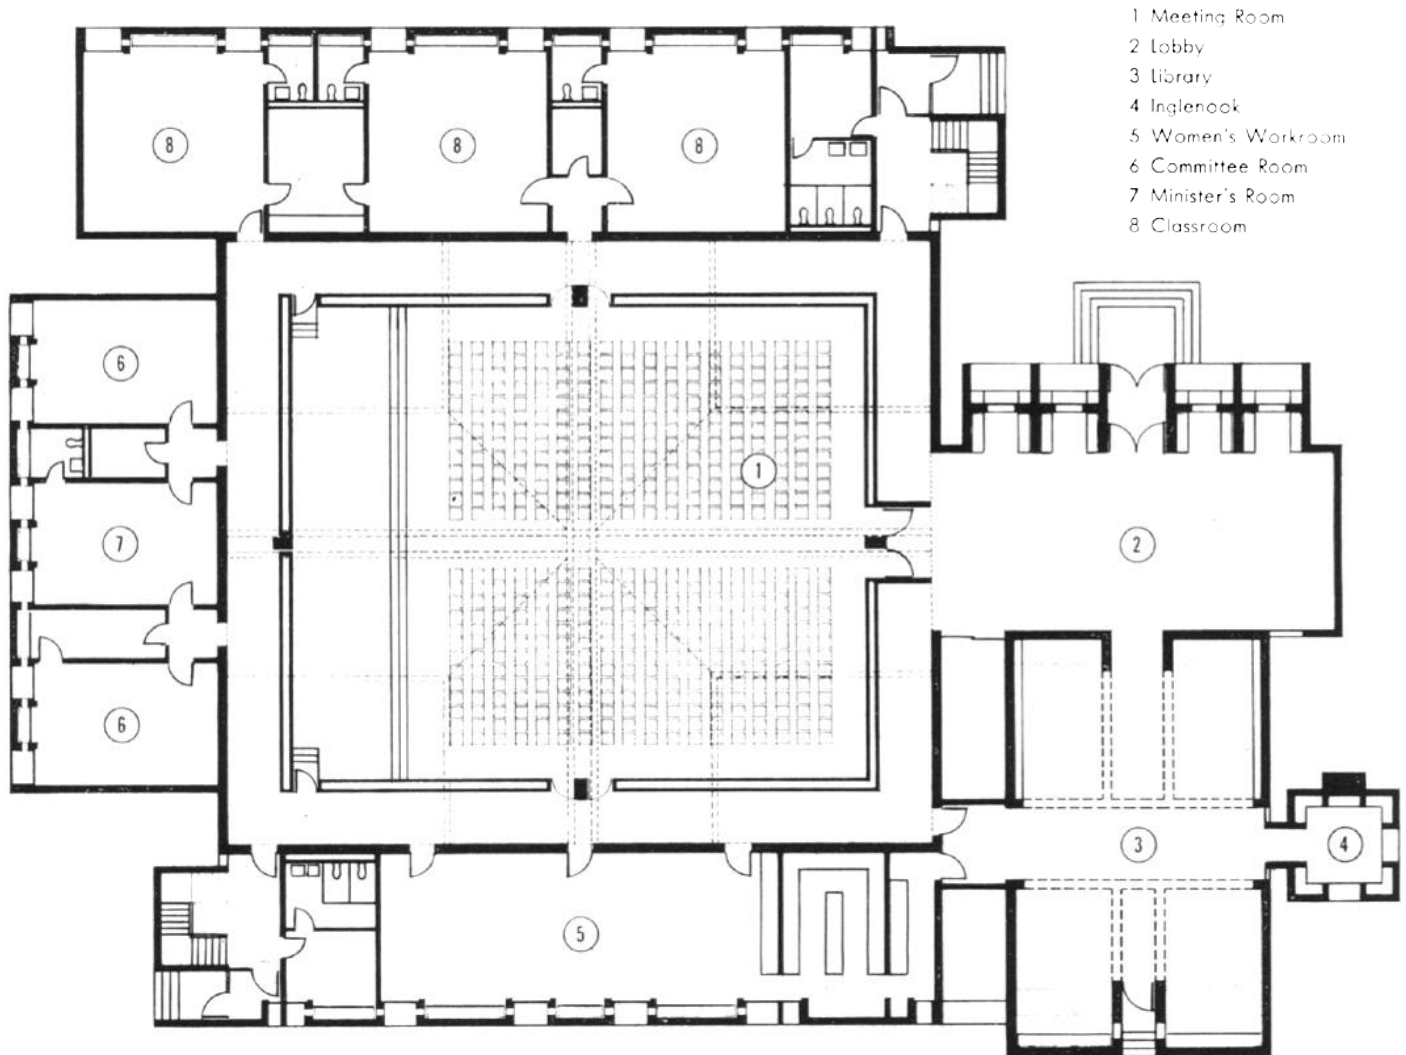 1 Meeting Room
2 Lobby
3 Library
4 Inglenook
5 Women's Workroom
6 Committee Room
7 Minister's Room
8 Classroom
8
8
8
6
1
7
2
6
3
4
5